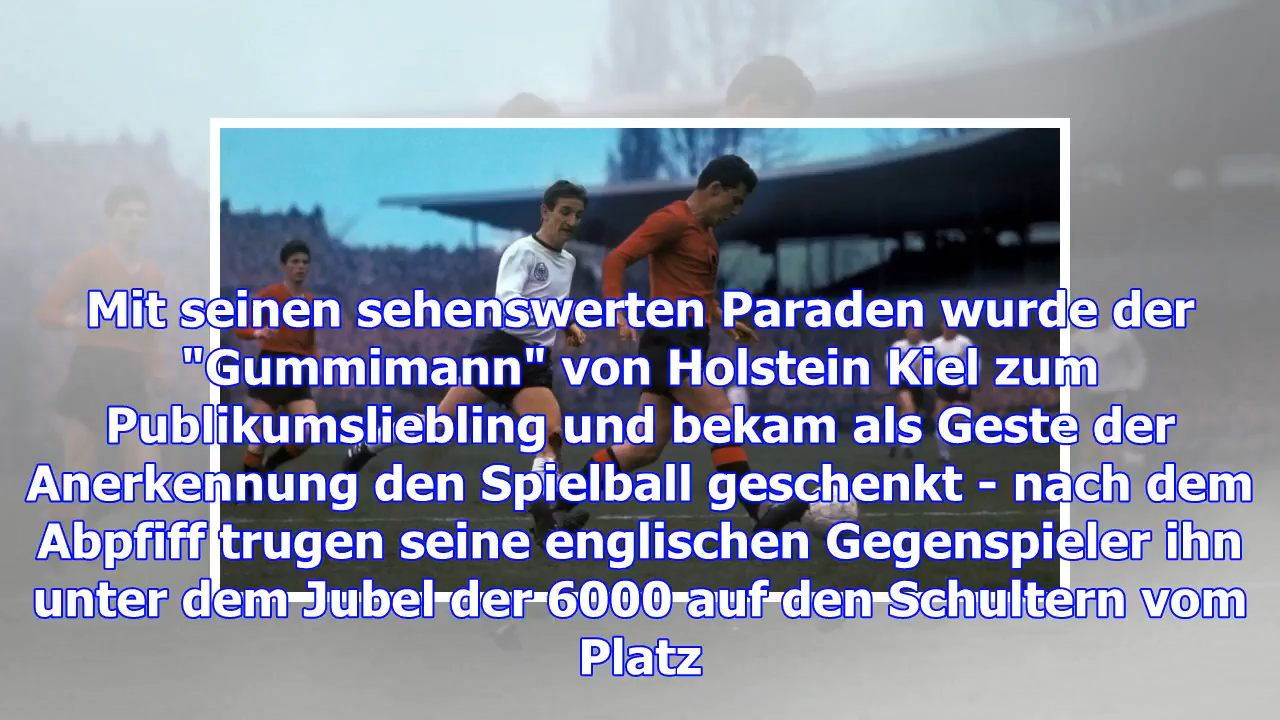 Mit seinen sehenswerten Paraden wurde der
"Gummimann" von Holstein Kiel zum
Publikumsliebling und bekam als Geste der
Anerkennung den Spielball geschenkt - nach dem
Abpfiff trugen seine englischen Gegenspieler ihn
unter dem Jubel der 6000 auf den Schultern vom
Platz